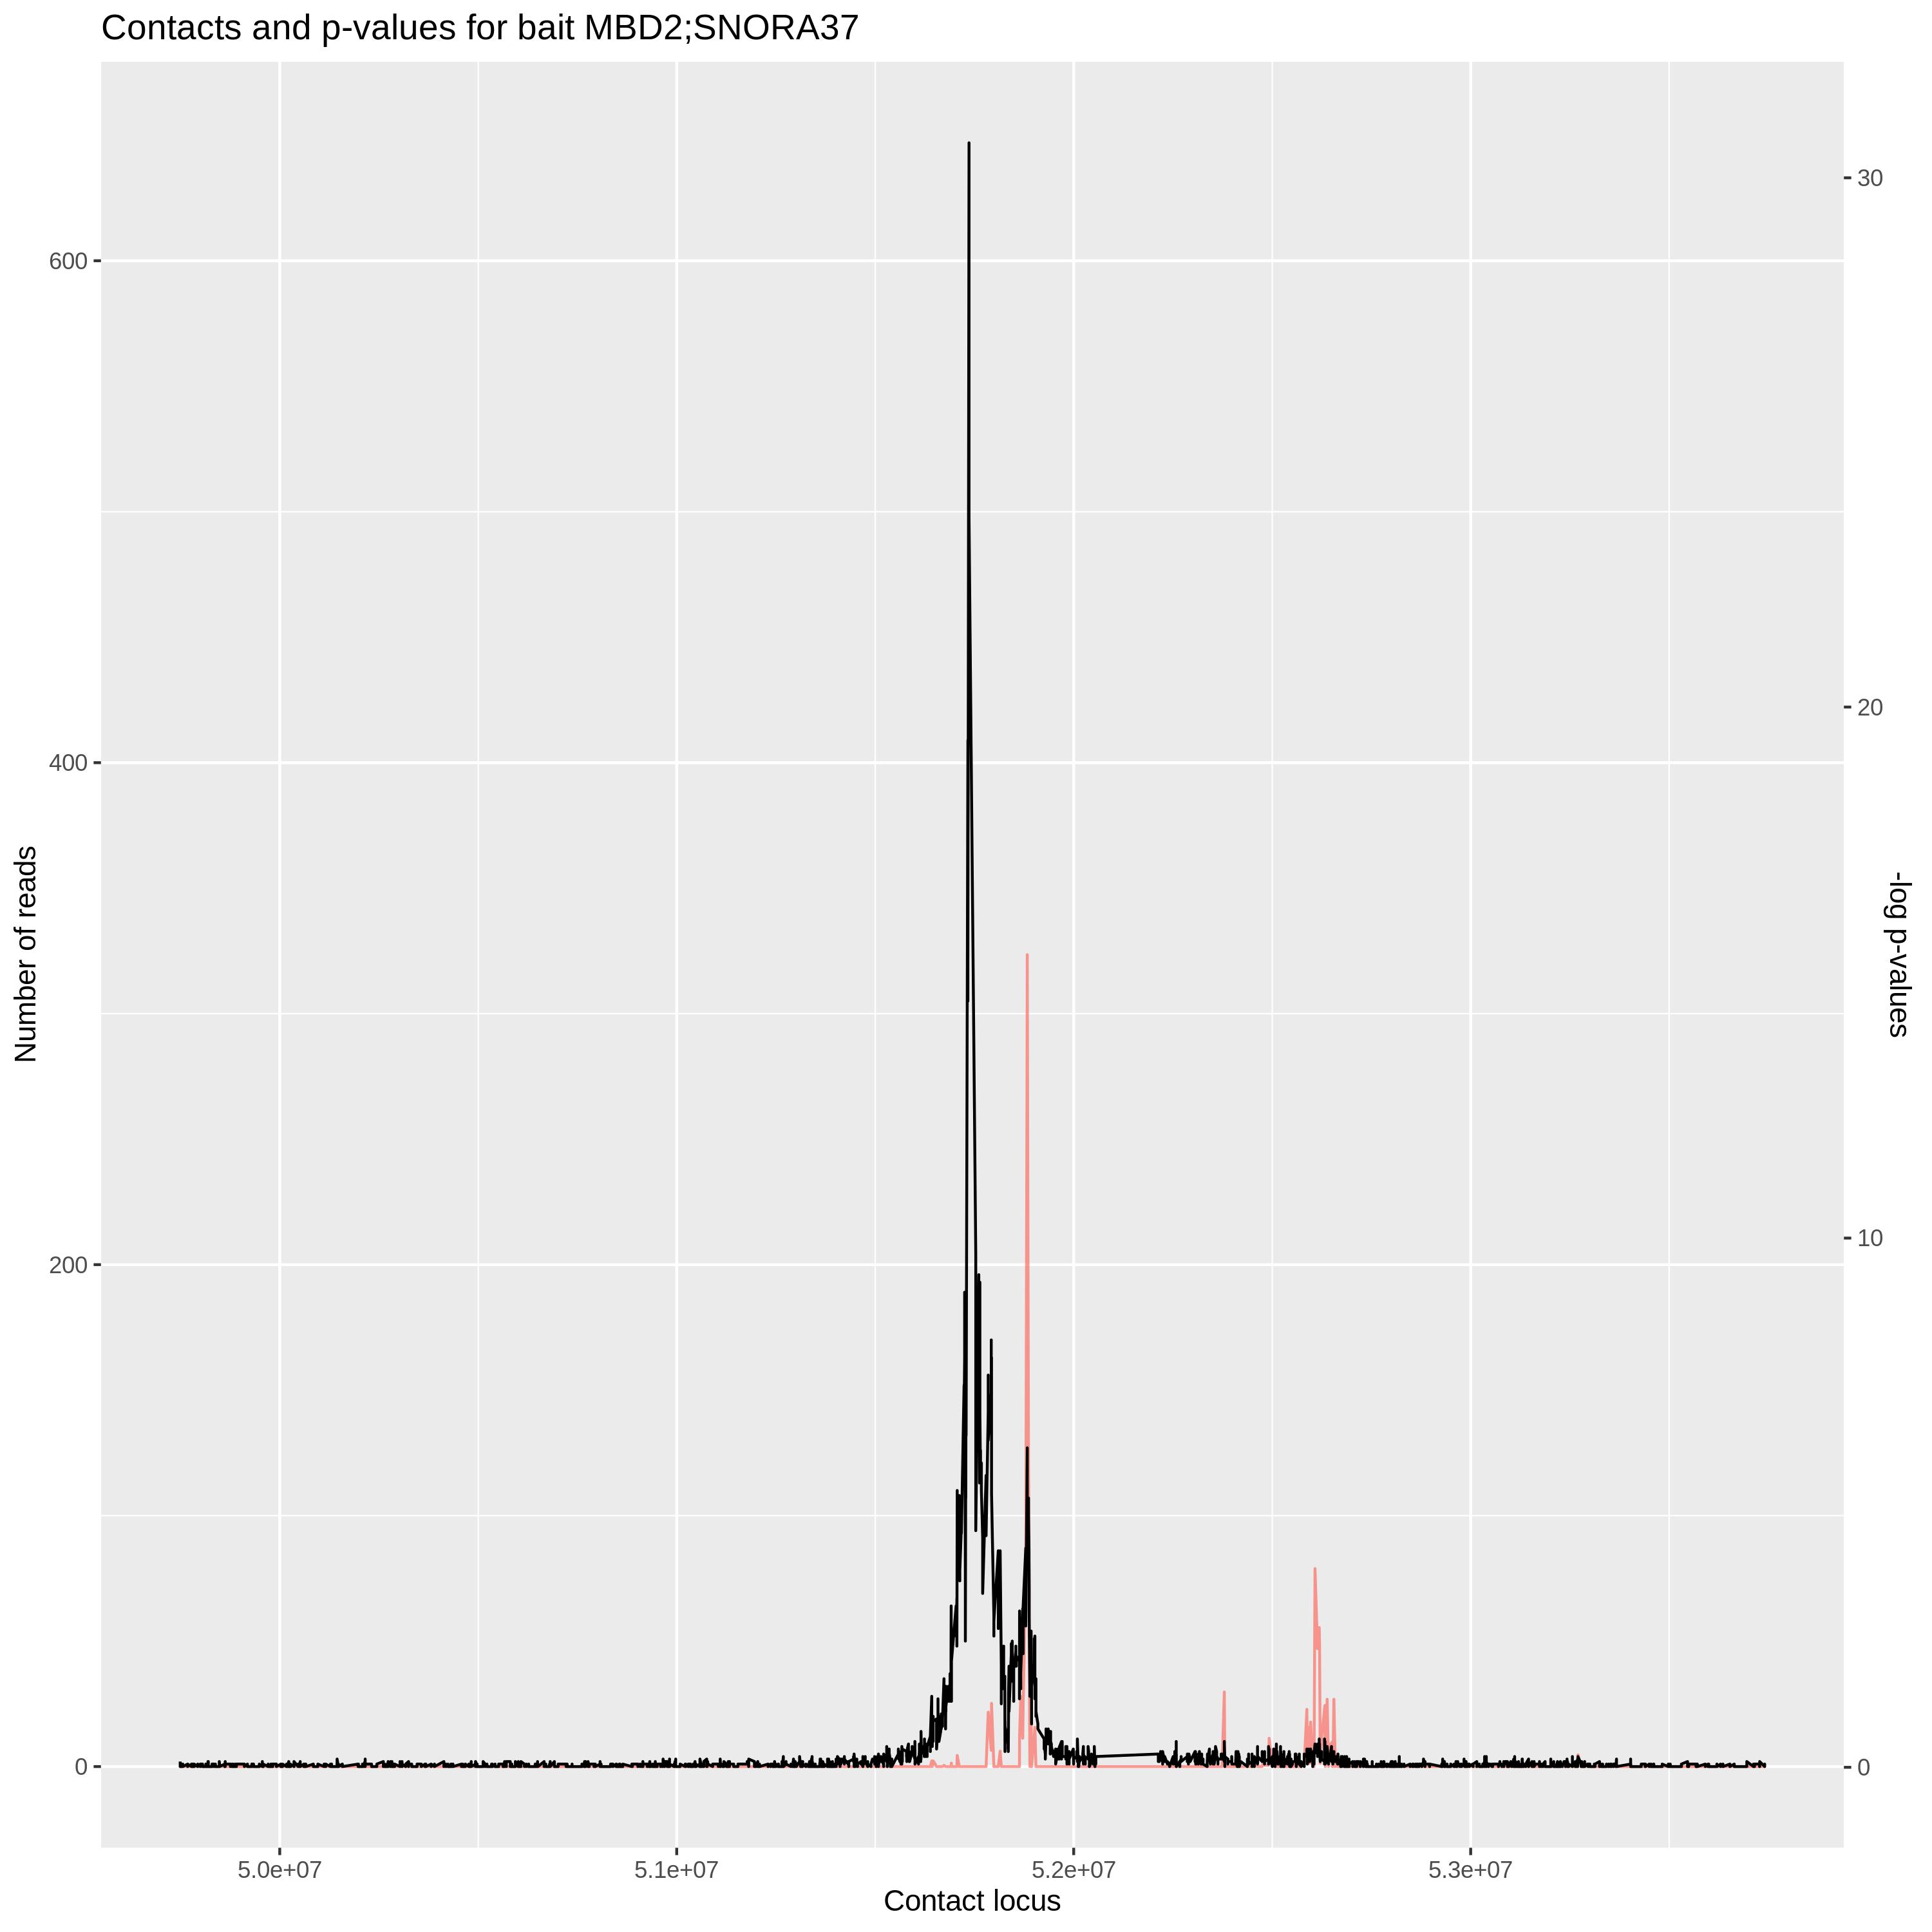 Contacts and p-values for bait MBD2;SNORA37
600
400
200
0
Number of reads
30
20
10
0
-log p-values
5.0e+07
5.1e+07
5.2e+07
5.3e+07
Contact locus